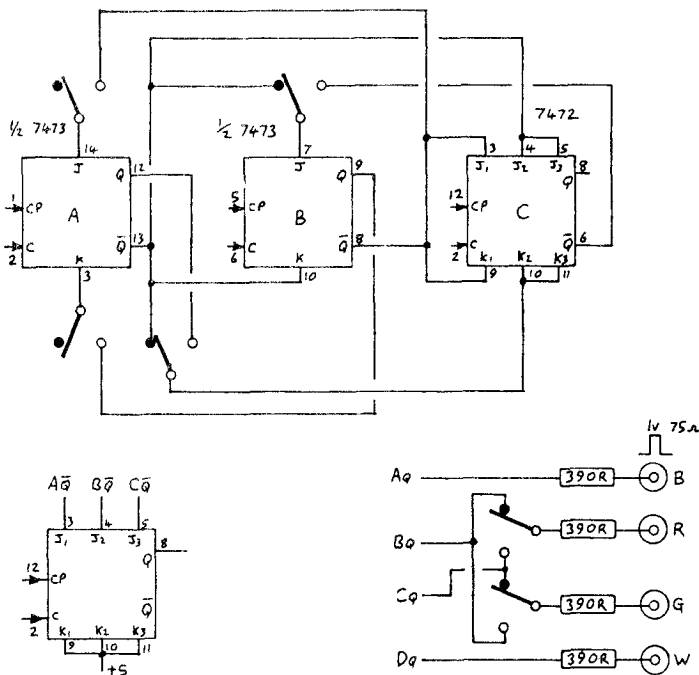 ½ 7473
14
J
12
Q
1
CP
A
C
2
13
Q̄
K
3
½ 7473
7
J
9
Q
5
CP
B
C
6
8
Q̄
K
10
7472
3
4
5
J1
J2
J3
8
Q
12
CP
C
C
2
6
Q̄
K1
K2
K3
9
10
11
AQ̄
BQ̄
CQ̄
3
4
5
J1
J2
J3
8
Q
12
CP
Q̄
C
2
K1
K2
K3
9
10
11
+5
1v 75Ω
AQ
390R
B
BQ
390R
R
CQ
390R
G
DQ
390R
W